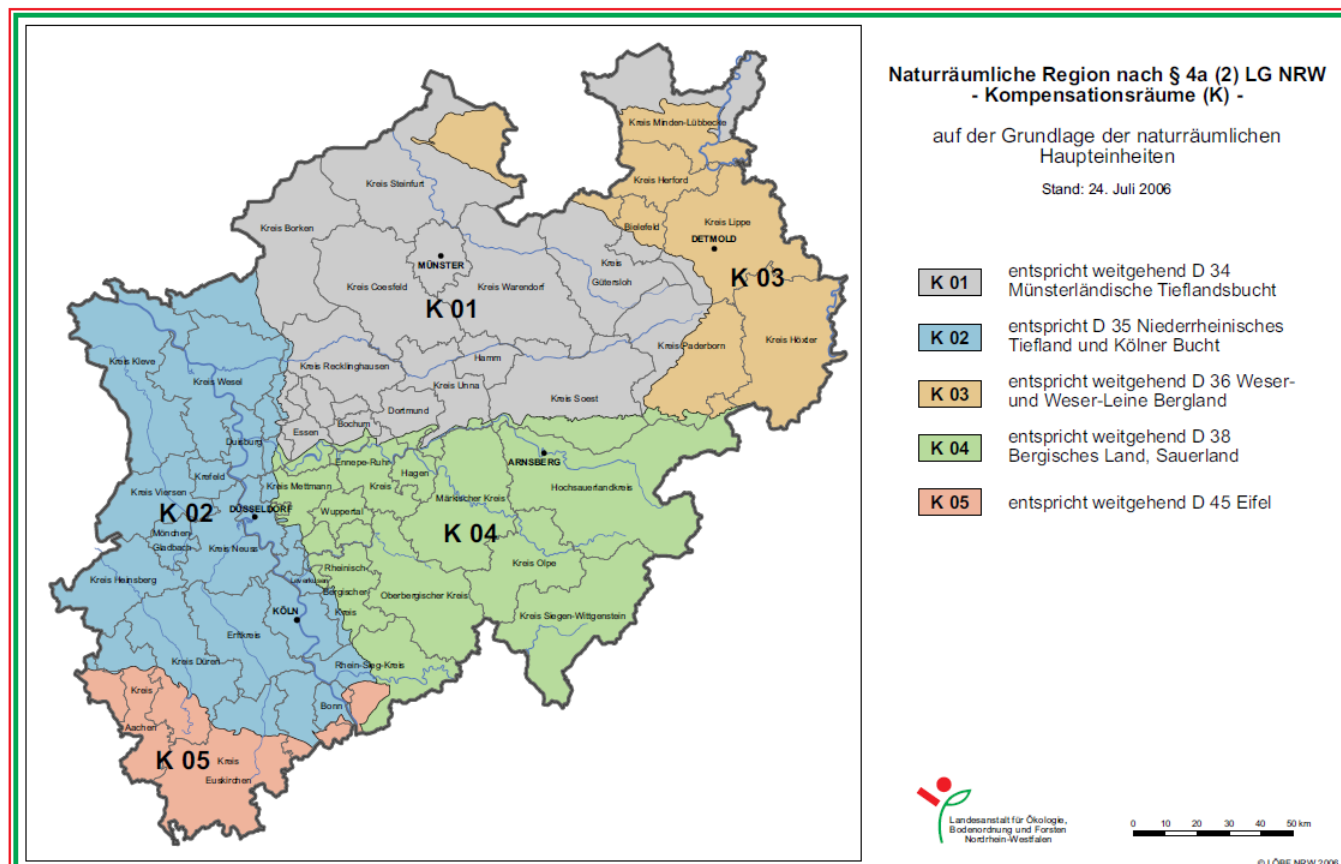 Naturräumliche Region nach § 4a (2) LG NRW
- Kompensationsräume (K) -
auf der Grundlage der naturräumlichen
Haupteinheiten
Stand: 24. Juli 2006
K 01
entspricht weitgehend D 34
Münsterländische Tieflandsbucht
K 02
entspricht D 35 Niederrheinisches
Tiefland und Kölner Bucht
K 03
entspricht weitgehend D 36 Weser-
und Weser-Leine Bergland
K 04
entspricht weitgehend D 38
Bergisches Land, Sauerland
K 05
entspricht weitgehend D 45 Eifel
Kreis Minden-Lübbecke
Kreis Steinfurt
Kreis Herford
Kreis Borken
Bielefeld
Kreis Lippe
DETMOLD
MÜNSTER
Kreis
Gütersloh
Kreis Coesfeld
Kreis Warendorf
K 01
K 03
Kreis Höxter
Kreis Paderborn
Kreis Kleve
Kreis Recklinghausen
Hamm
Kreis Wesel
Kreis Unna
Kreis Soest
Dortmund
Bochum
Essen
Duisburg
Ennepe-Ruhr
Kreis
Hagen
ARNSBERG
Krefeld
Kreis Mettmann
Hochsauerlandkreis
Kreis Viersen
Märkischer Kreis
K 02
DÜSSELDORF
Wuppertal
K 04
Mönchen-
Gladbach
Kreis Neuss
Kreis Olpe
Kreis Heinsberg
Leverkusen
Rheinisch-
Bergischer
Kreis
Oberbergischer Kreis
KÖLN
Kreis Siegen-Wittgenstein
Erftkreis
Kreis Düren
Rhein-Sieg-Kreis
Kreis
Aachen
Bonn
K 05
Kreis
Euskirchen
Landesanstalt für Ökologie,
Bodenordnung und Forsten
Nordrhein-Westfalen
0 10 20 30 40 50 km
© LÖBF NRW 2006